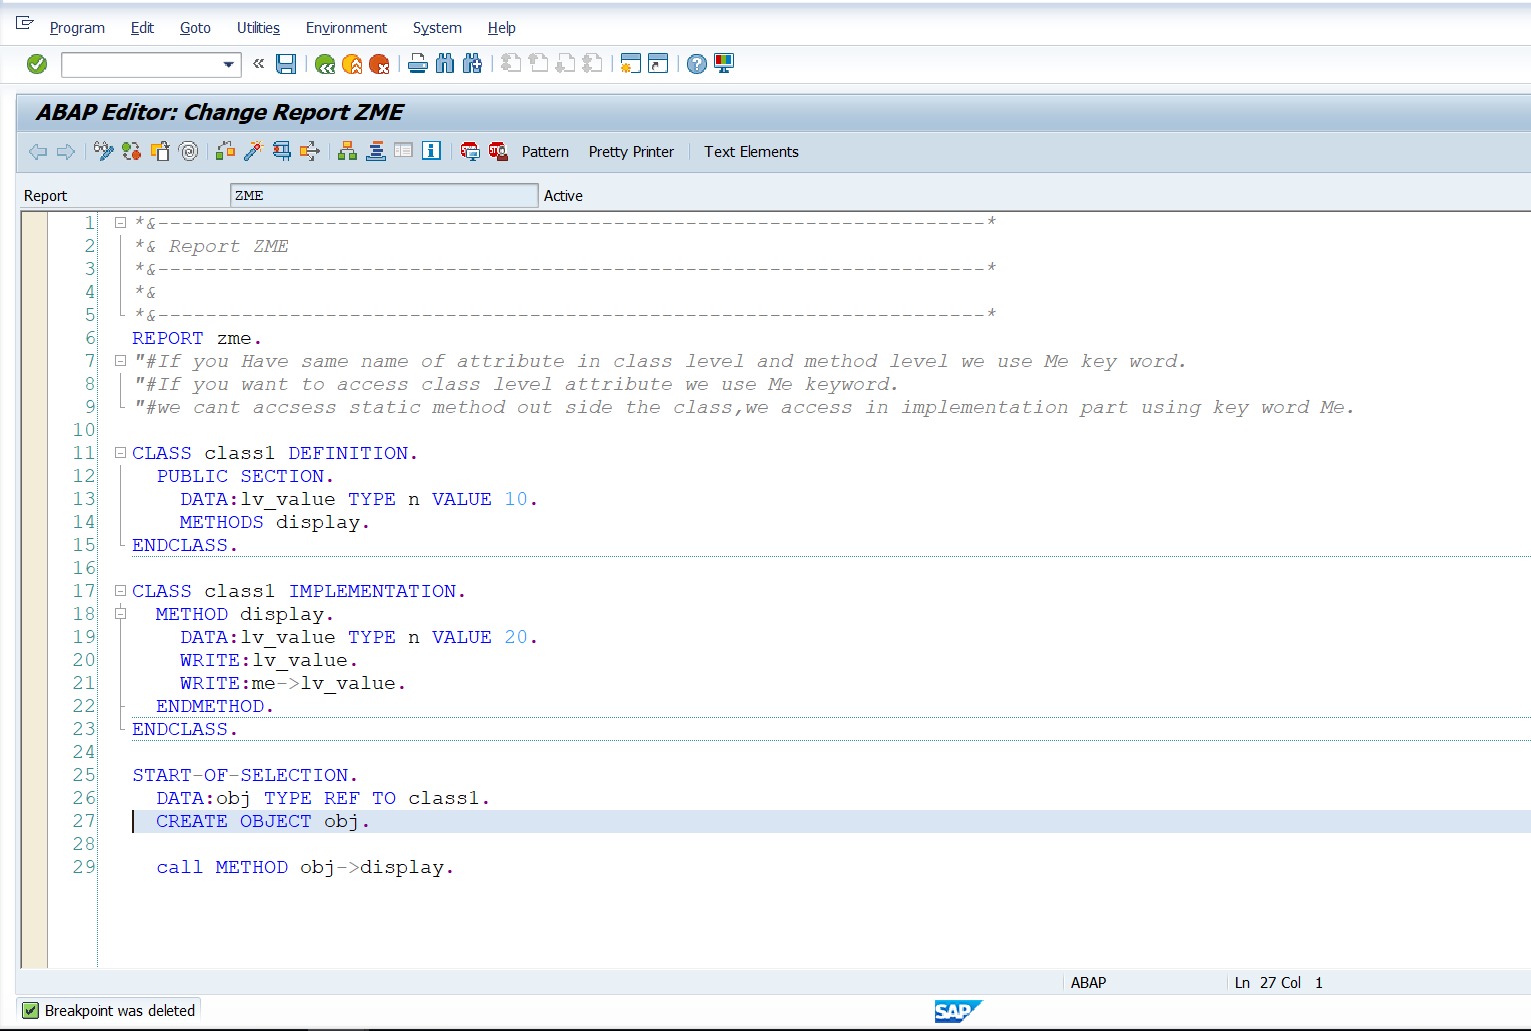 Program Edit Goto Utilities Environment System Help
ABAP Editor: Change Report ZME
Pattern Pretty Printer Text Elements
Report ZME Active
1 *&---------------------------------------------------------------------*
2 *& Report ZME
3 *&---------------------------------------------------------------------*
4 *&
5 *&---------------------------------------------------------------------*
6 REPORT zme.
7 "#If you Have same name of attribute in class level and method level we use Me key word.
8 "#If you want to access class level attribute we use Me keyword.
9 "#we cant accsess static method out side the class,we access in implementation part using key word Me.
10
11 CLASS class1 DEFINITION.
12 PUBLIC SECTION.
13 DATA:lv_value TYPE n VALUE 10.
14 METHODS display.
15 ENDCLASS.
16
17 CLASS class1 IMPLEMENTATION.
18 METHOD display.
19 DATA:lv_value TYPE n VALUE 20.
20 WRITE:lv_value.
21 WRITE:me->lv_value.
22 ENDMETHOD.
23 ENDCLASS.
24
25 START-OF-SELECTION.
26 DATA:obj TYPE REF TO class1.
27 CREATE OBJECT obj.
28
29 call METHOD obj->display.
ABAP Ln 27 Col 1
Breakpoint was deleted SAP